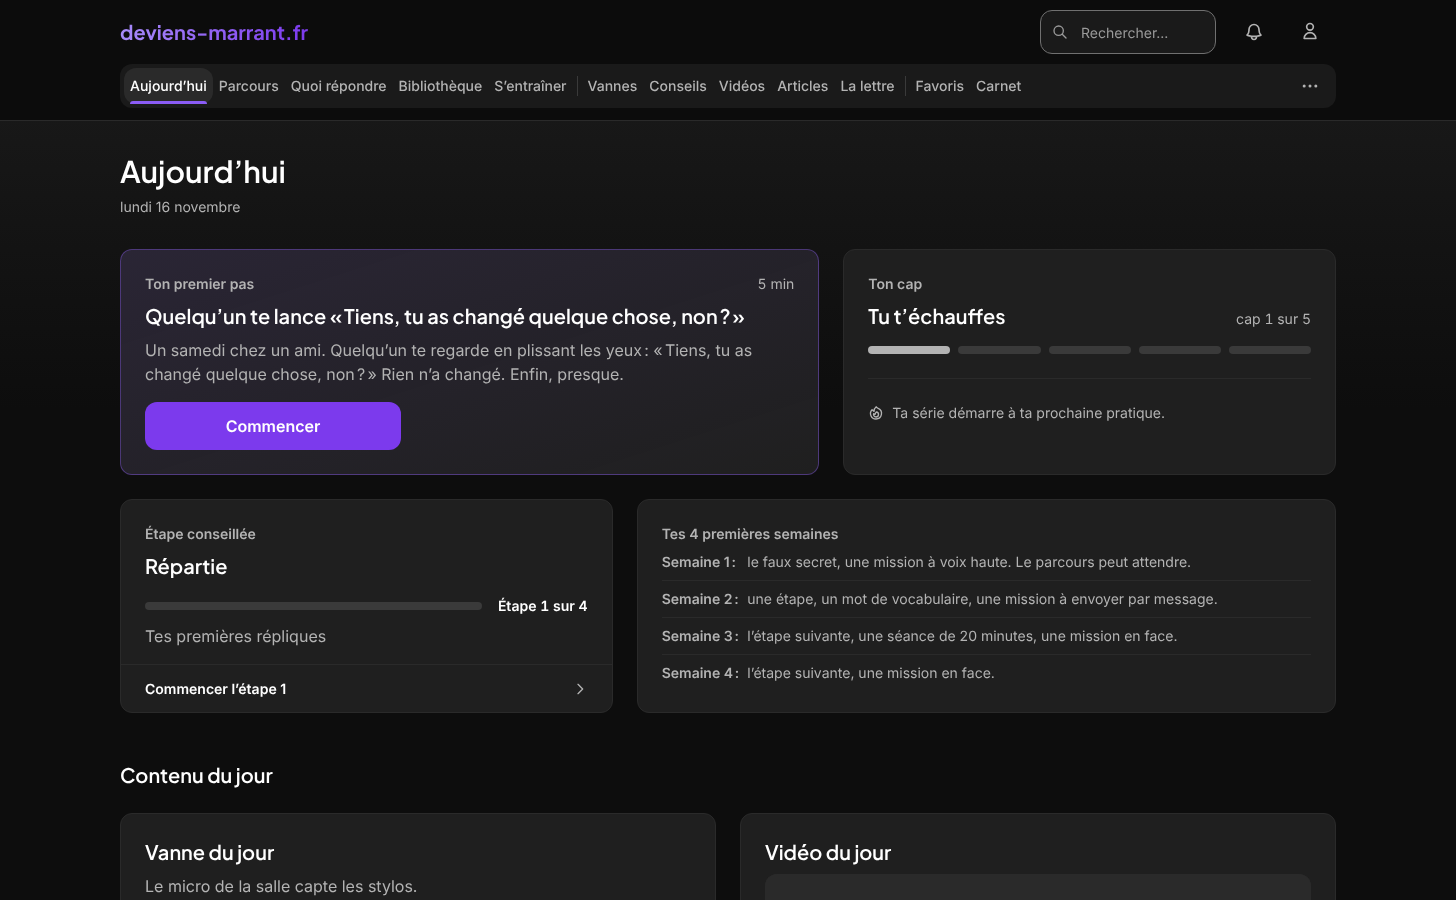 deviens-marrant.fr
Rechercher...
Aujourd’hui Parcours Quoi répondre Bibliothèque S’entraîner Vannes Conseils Vidéos Articles La lettre Favoris Carnet
Aujourd’hui
lundi 16 novembre
Ton premier pas
5 min
Quelqu’un te lance « Tiens, tu as changé quelque chose, non ? »
Un samedi chez un ami. Quelqu’un te regarde en plissant les yeux : « Tiens, tu as
changé quelque chose, non ? » Rien n’a changé. Enfin, presque.
Commencer
Ton cap
Tu t’échauffes
cap 1 sur 5
Ta série démarre à ta prochaine pratique.
Étape conseillée
Répartie
Étape 1 sur 4
Tes premières répliques
Commencer l’étape 1
Tes 4 premières semaines
Semaine 1 : le faux secret, une mission à voix haute. Le parcours peut attendre.
Semaine 2 : une étape, un mot de vocabulaire, une mission à envoyer par message.
Semaine 3 : l’étape suivante, une séance de 20 minutes, une mission en face.
Semaine 4 : l’étape suivante, une mission en face.
Contenu du jour
Vanne du jour
Le micro de la salle capte les stylos.
Vidéo du jour